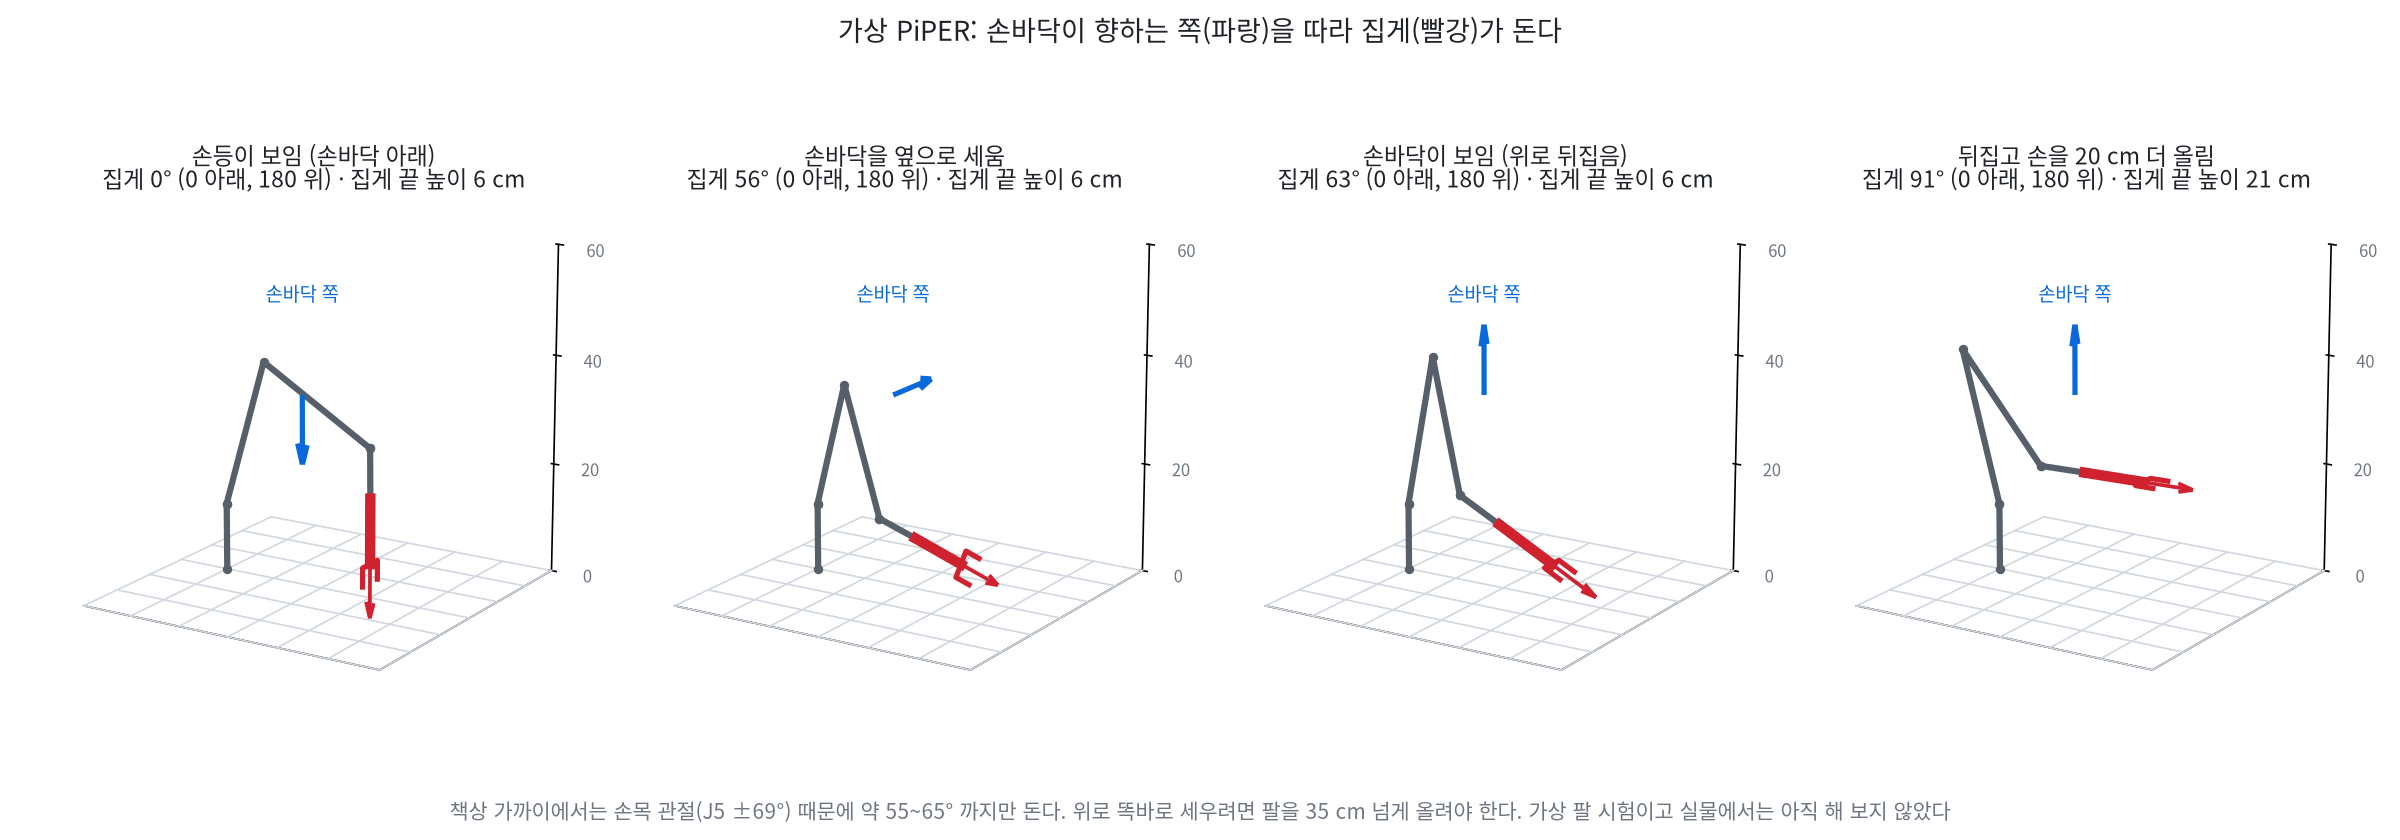 가상 PiPER: 손바닥이 향하는 쪽(파랑)을 따라 집게(빨강)가 돈다
손등이 보임 (손바닥 아래)
집게 0° (0 아래, 180 위) · 집게 끝 높이 6 cm
손바닥을 옆으로 세움
집게 56° (0 아래, 180 위) · 집게 끝 높이 6 cm
손바닥이 보임 (위로 뒤집음)
집게 63° (0 아래, 180 위) · 집게 끝 높이 6 cm
뒤집고 손을 20 cm 더 올림
집게 91° (0 아래, 180 위) · 집게 끝 높이 21 cm
손바닥 쪽
60
40
20
0
손바닥 쪽
60
40
20
0
손바닥 쪽
60
40
20
0
손바닥 쪽
60
40
20
0
책상 가까이에서는 손목 관절(J5 ±69°) 때문에 약 55~65° 까지만 돈다. 위로 똑바로 세우려면 팔을 35 cm 넘게 올려야 한다. 가상 팔 시험이고 실물에서는 아직 해 보지 않았다